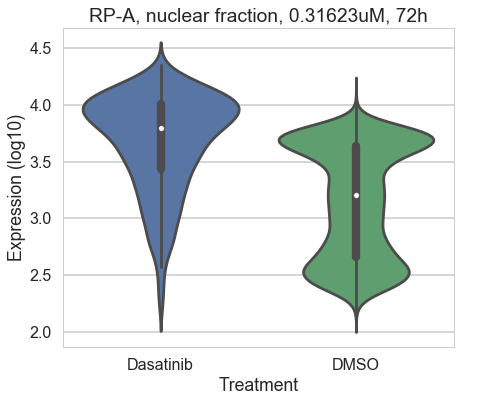 RP-A, nuclear fraction, 0.31623uM, 72h
Expression (log10)
4.5
4.0
3.5
3.0
2.5
2.0
Dasatinib
DMSO
Treatment